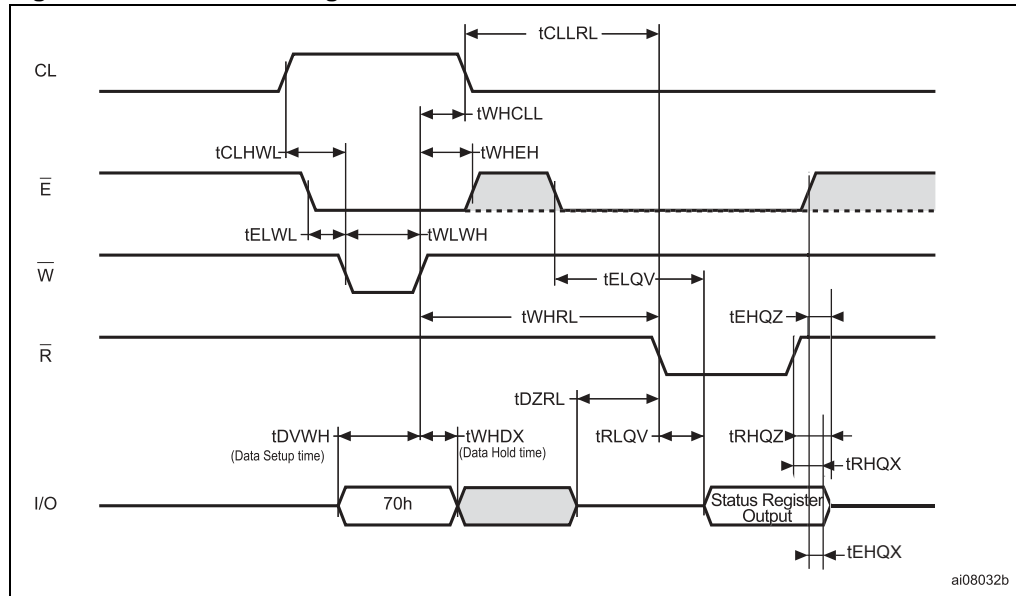 tCLLRL
CL
tWHCLL
tCLHWL
tWHEH
E
tELWL
tWLWH
W
tELQV
tWHRL
tEHQZ
R
tDZRL
tDVWH
(Data Setup time)
tWHDX
(Data Hold time)
tRLQV
tRHQZ
tRHQX
I/O
70h
Status Register
Output
tEHQX
ai08032b